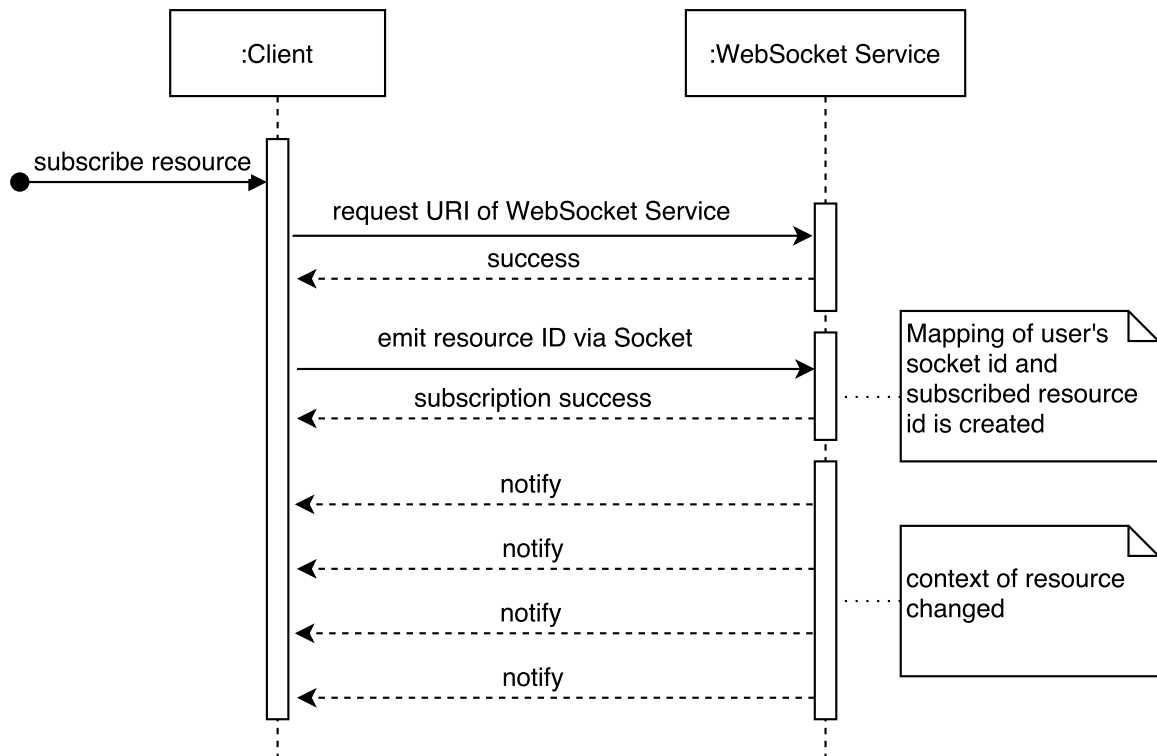 :Client
:WebSocket Service
subscribe resource
request URI of WebSocket Service
success
emit resource ID via Socket
subscription success
Mapping of user's
socket id and
subscribed resource
id is created
notify
notify
notify
notify
context of resource
changed